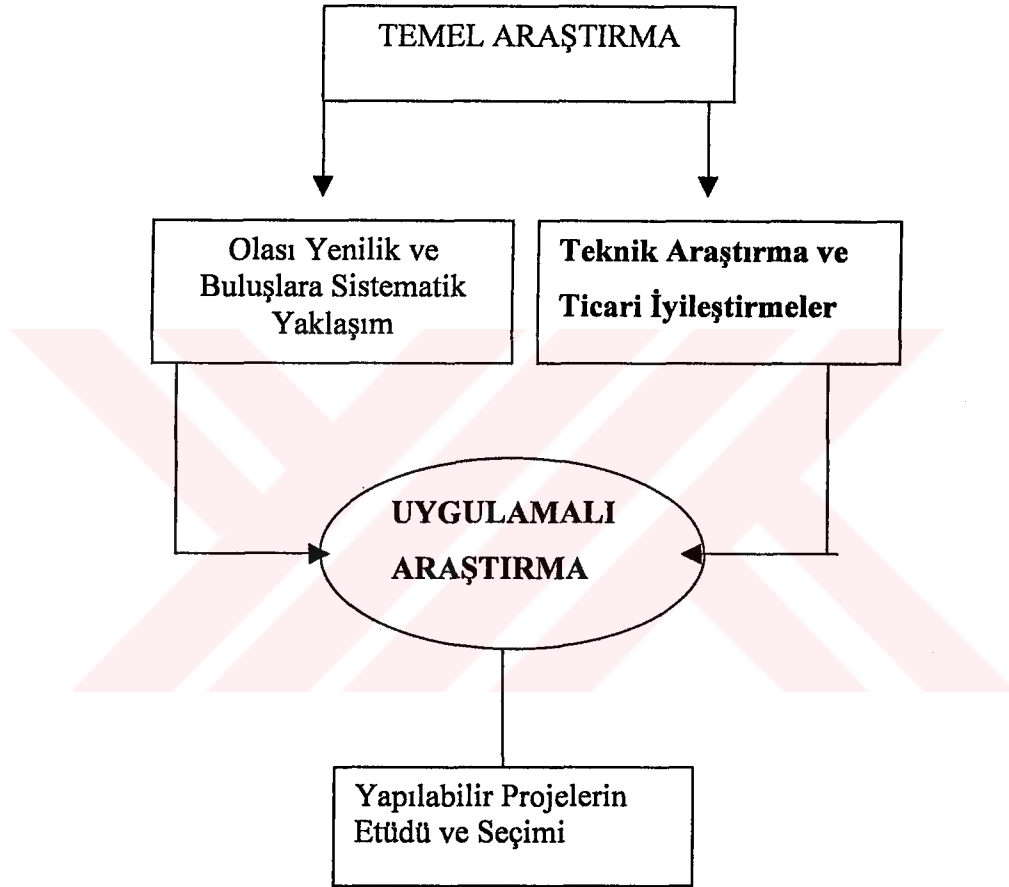 TEMEL ARAŞTIRMA
Olası Yenilik ve
Buluşlara Sistematik
Yaklaşım
Teknik Araştırma ve
Ticari İyileştirmeler
UYGULAMALI
ARAŞTIRMA
Yapılabilir Projelerin
Etüdü ve Seçimi